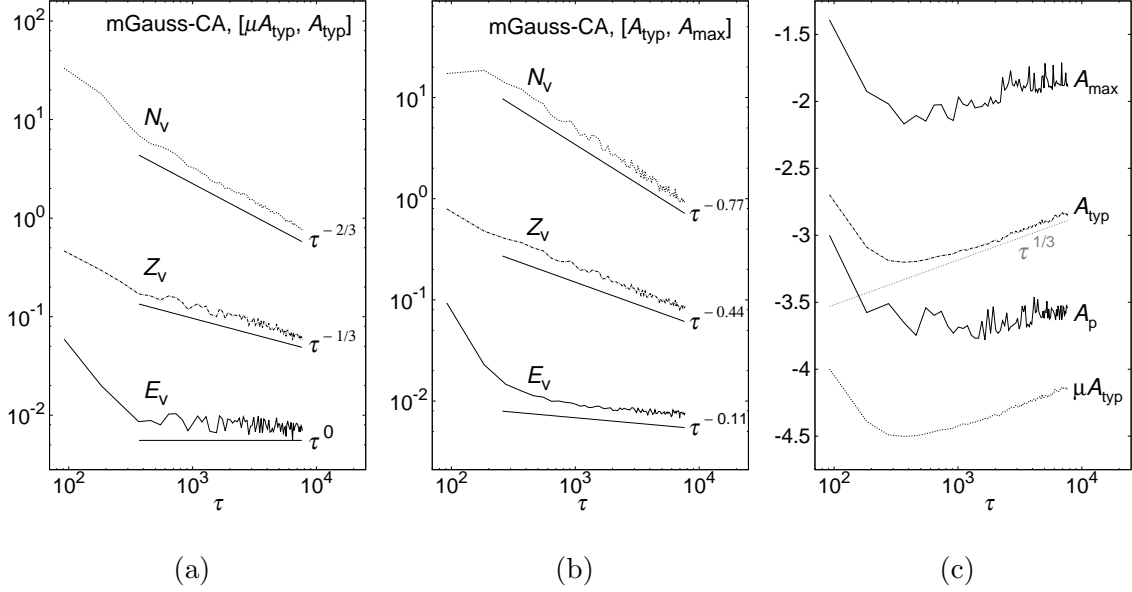 mGauss-CA, [μA_typ, A_typ]
10^2
10^1
10^0
10^-1
10^-2
N_v
τ^−2/3
Z_v
τ^−1/3
E_v
τ^0
10^2 10^3 10^4
τ
(a)
mGauss-CA, [A_typ, A_max]
10^1
10^0
10^-1
10^-2
N_v
τ^−0.77
Z_v
τ^−0.44
E_v
τ^−0.11
10^2 10^3 10^4
τ
(b)
-1.5
-2
-2.5
-3
-3.5
-4
-4.5
A_max
A_typ
τ^1/3
A_p
μA_typ
10^2 10^3 10^4
τ
(c)